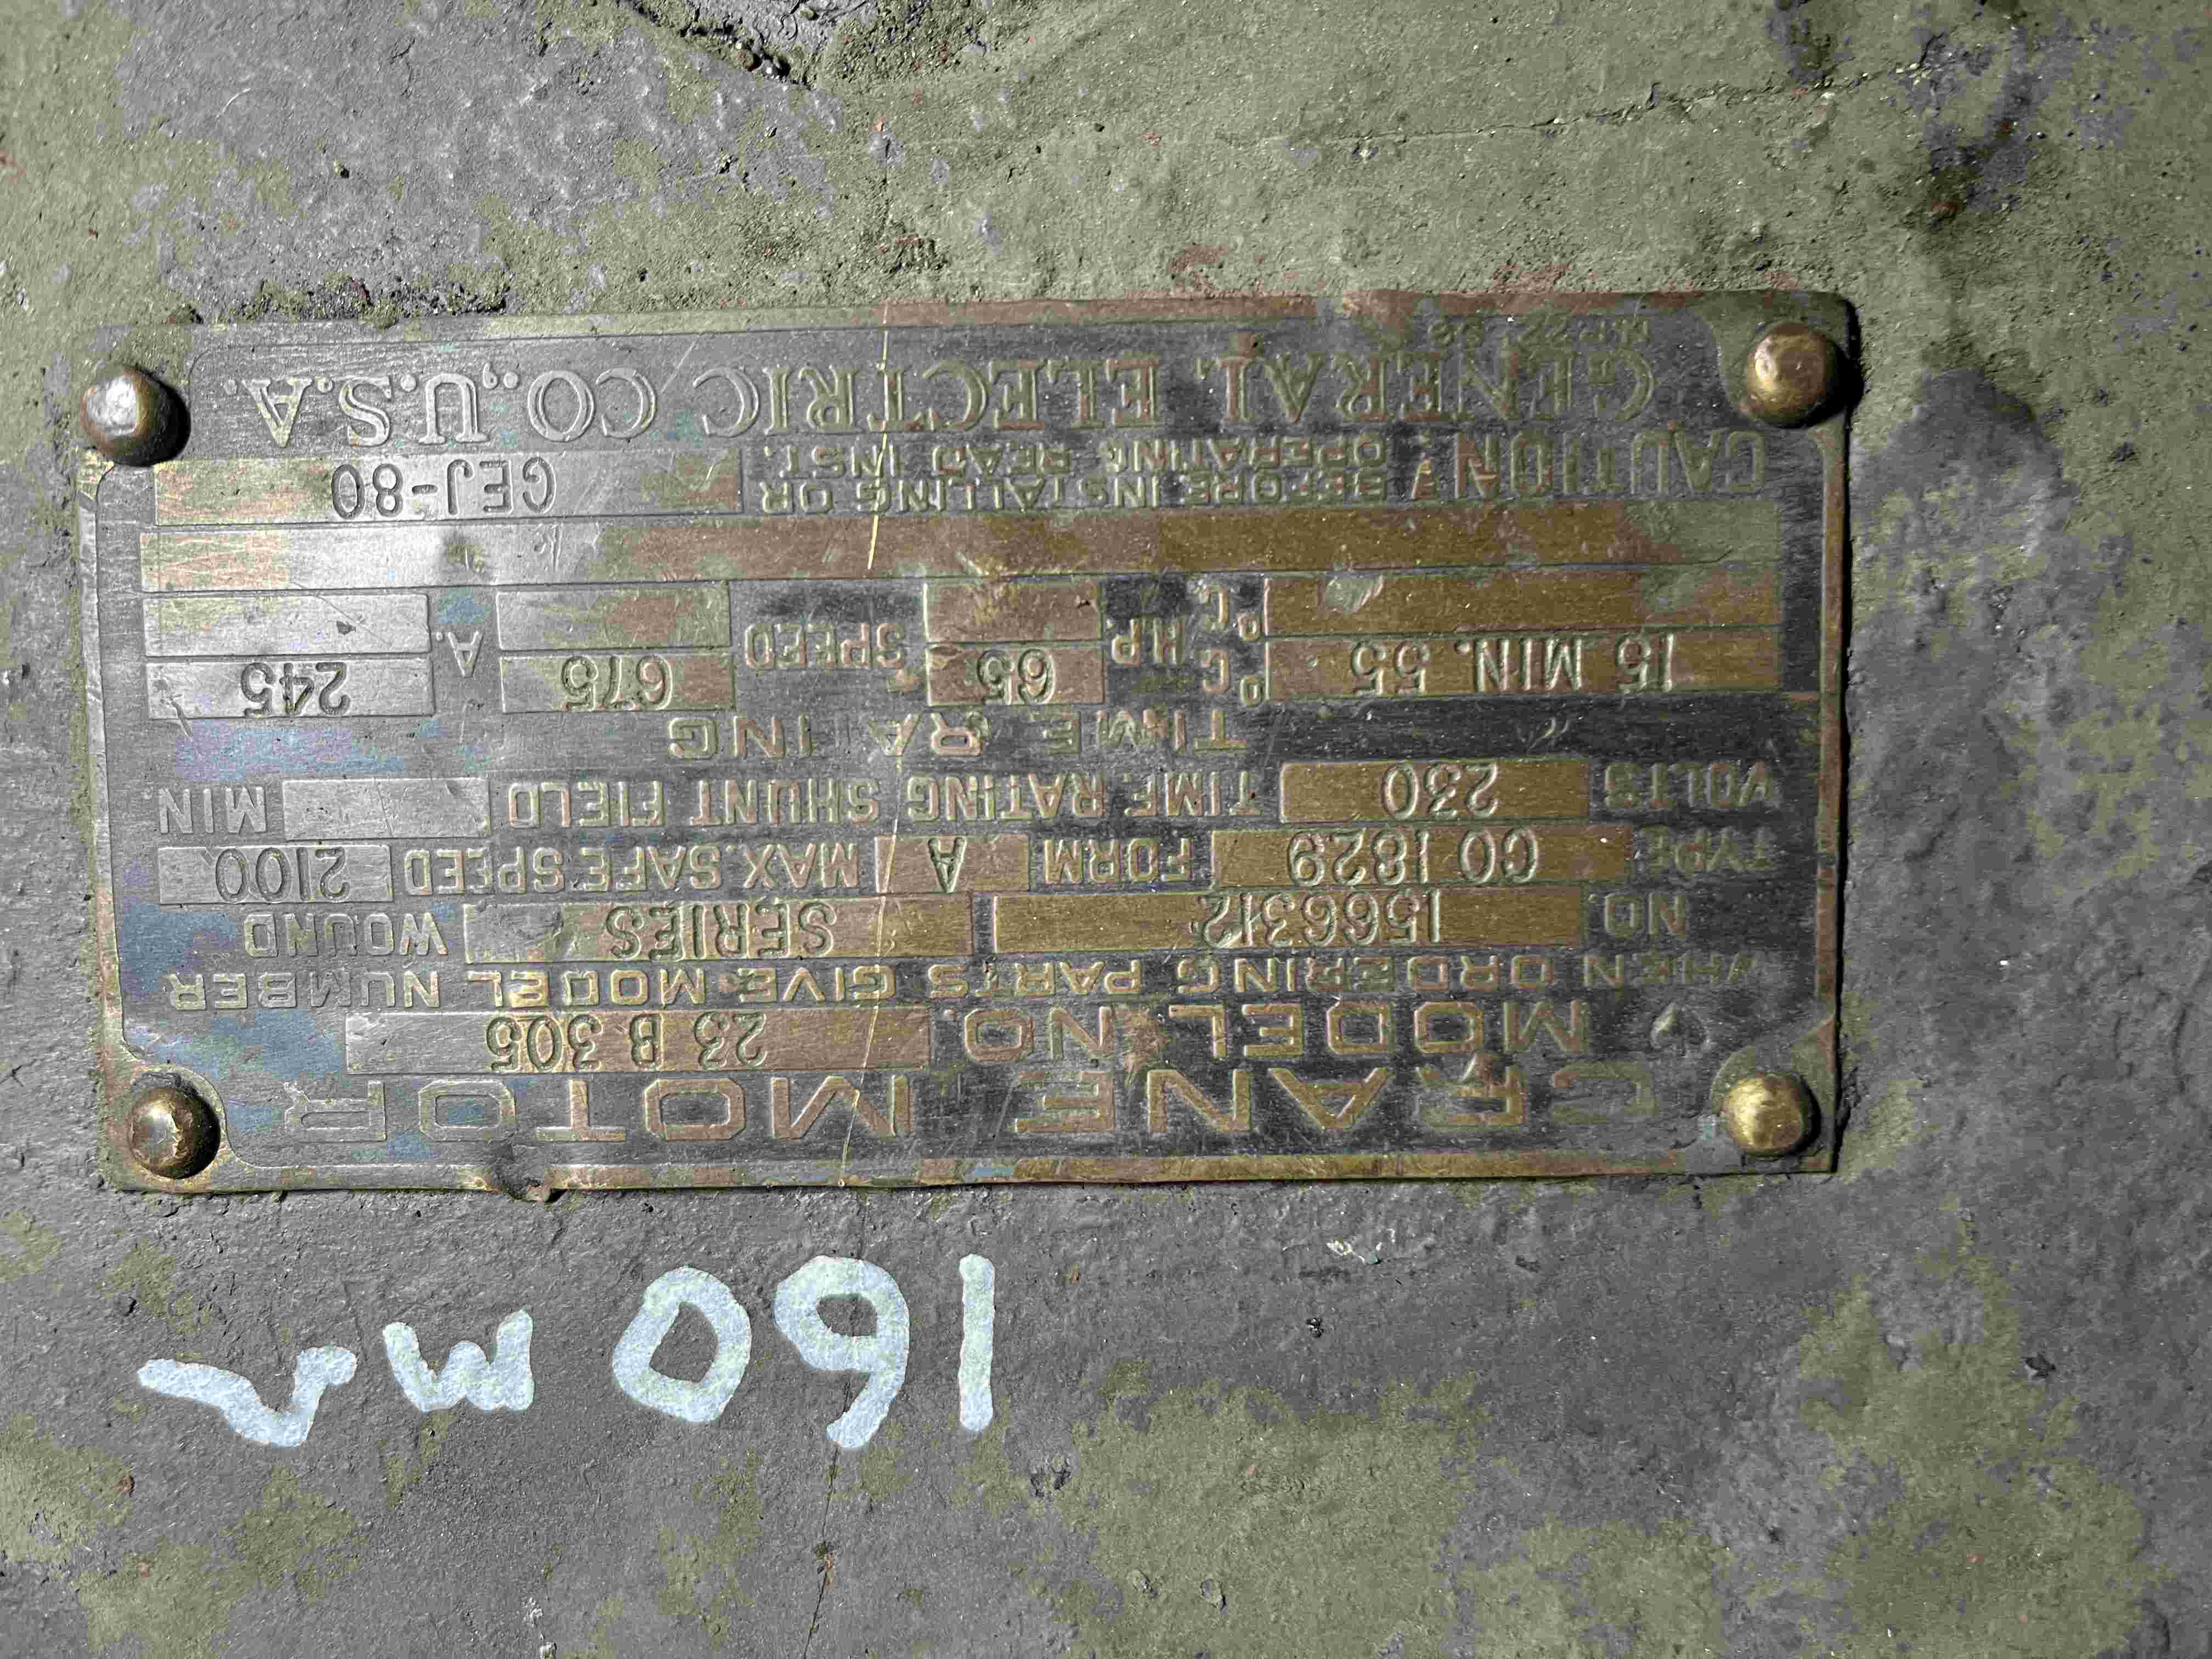 CRANE MOTOR
MODEL NO. 23 B 305
WHEN ORDERING PARTS GIVE MODEL NUMBER
NO. 1566312 SERIES WOUND
TYPE CO 1829 FORM A MAX. SAFE SPEED 2100
VOLTS 230 TIME RATING SHUNT FIELD MIN.
TIME RATING
15 MIN. 55 °C. H.P. 65 SPEED 675 A. 245
°C.
CAUTION! BEFORE INSTALLING OR OPERATING READ INST. GEJ-80
GENERAL ELECTRIC CO., U.S.A.
160